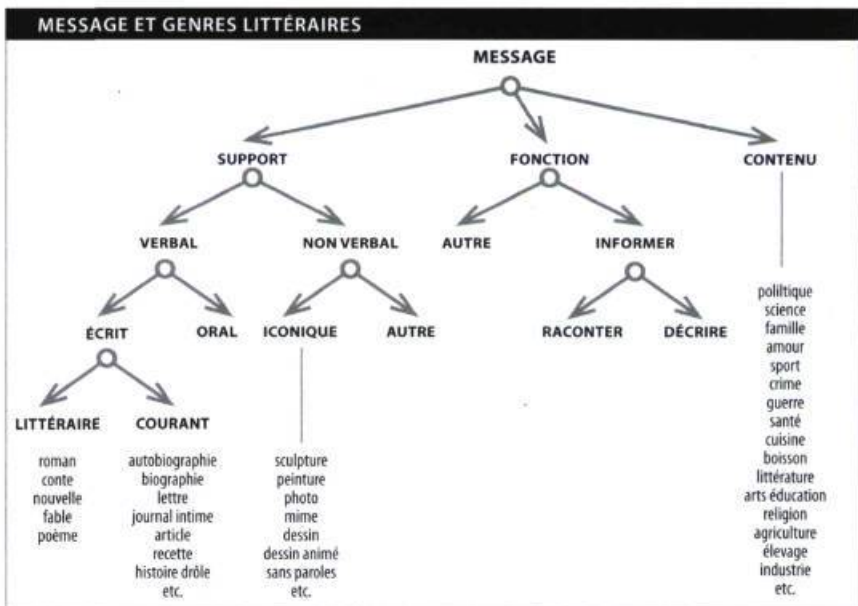 MESSAGE ET GENRES LITTÉRAIRES
MESSAGE
SUPPORT
FONCTION
CONTENU
VERBAL
NON VERBAL
AUTRE
INFORMER
ÉCRIT
ORAL
ICONIQUE
AUTRE
RACONTER
DÉCRIRE
LITTÉRAIRE
COURANT
roman
conte
nouvelle
fable
poème
autobiographie
biographie
lettre
journal intime
article
recette
histoire drôle
etc.
sculpture
peinture
photo
mime
dessin
dessin animé
sans paroles
etc.
poliltique
science
famille
amour
sport
crime
guerre
santé
cuisine
boisson
littérature
arts éducation
religion
agriculture
élevage
industrie
etc.